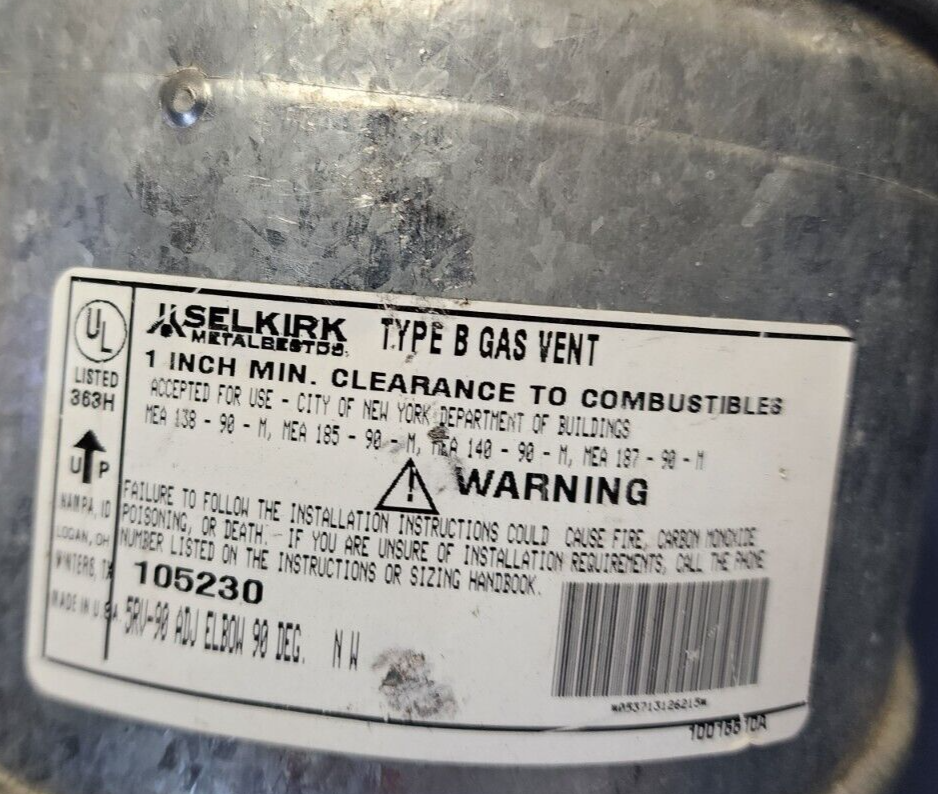 UL
LISTED
363H
UP
NAMPA, ID
LOGAN, OH
WINTERS, TX
MADE IN U.S.A.
SELKIRK
METALBESTOS®
TYPE B GAS VENT
1 INCH MIN. CLEARANCE TO COMBUSTIBLES
ACCEPTED FOR USE - CITY OF NEW YORK DEPARTMENT OF BUILDINGS
MEA 138 - 90 - M, MEA 185 - 90 - M, MEA 140 - 90 - M, MEA 187 - 90 - M
WARNING
FAILURE TO FOLLOW THE INSTALLATION INSTRUCTIONS COULD CAUSE FIRE, CARBON MONOXIDE
POISONING, OR DEATH. IF YOU ARE UNSURE OF INSTALLATION REQUIREMENTS, CALL THE PHONE
NUMBER LISTED ON THE INSTRUCTIONS OR SIZING HANDBOOK.
105230
5RV-90 ADJ ELBOW 90 DEG. N W
*053713126215*